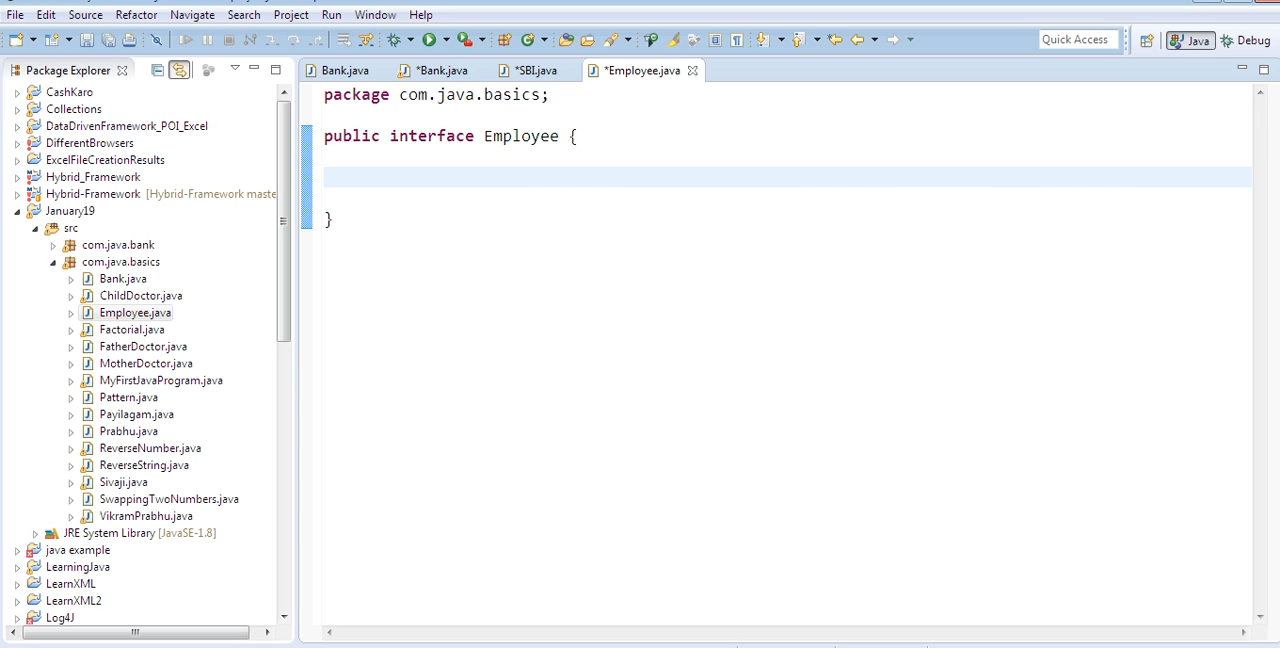 File Edit Source Refactor Navigate Search Project Run Window Help
Quick Access
Java
Debug
Package Explorer
Bank.java
*Bank.java
*SBI.java
*Employee.java
CashKaro
Collections
DataDrivenFramework_POI_Excel
DifferentBrowsers
ExcelFileCreationResults
Hybrid_Framework
Hybrid-Framework [Hybrid-Framework maste
January19
src
com.java.bank
com.java.basics
Bank.java
ChildDoctor.java
Employee.java
Factorial.java
FatherDoctor.java
MotherDoctor.java
MyFirstJavaProgram.java
Pattern.java
Payilagam.java
Prabhu.java
ReverseNumber.java
ReverseString.java
Sivaji.java
SwappingTwoNumbers.java
VikramPrabhu.java
JRE System Library [JavaSE-1.8]
java example
LearningJava
LearnXML
LearnXML2
Log4J
package com.java.basics;
public interface Employee {
}